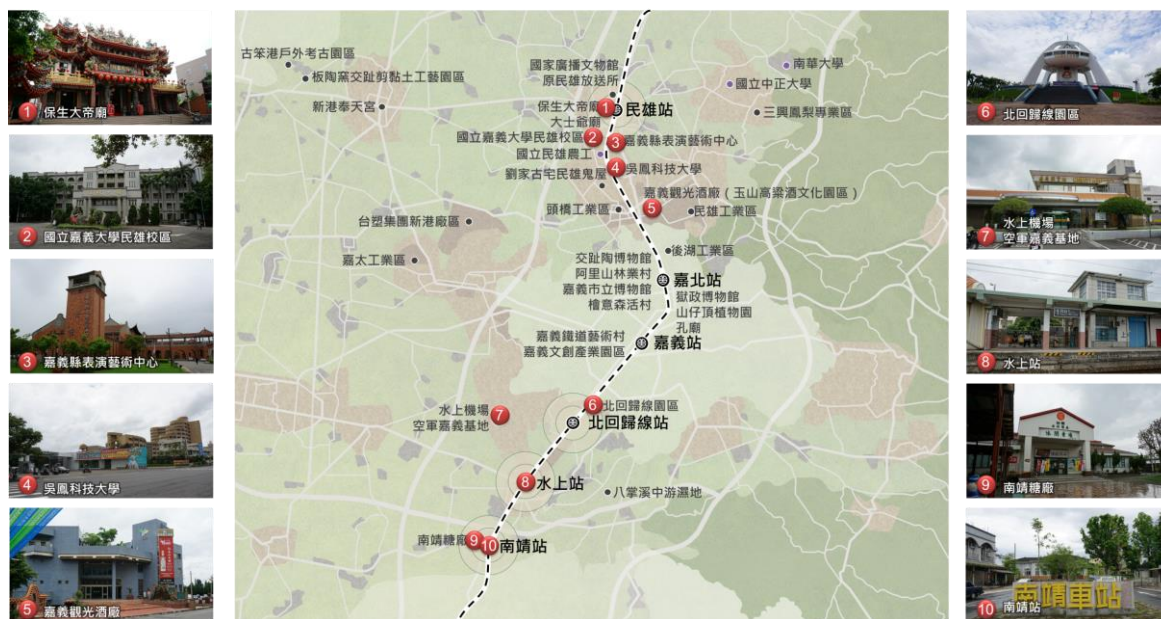 1 保生大帝廟
2 國立嘉義大學民雄校區
3 嘉義縣表演藝術中心
4 吳鳳科技大學
5 嘉義觀光酒廠
古笨港戶外考古園區
板陶窯交趾剪黏土工藝園區
新港奉天宮
國家廣播文物館
原民雄放送所
南華大學
國立中正大學
保生大帝廟
大士爺廟
1 民雄站
三興鳳梨專業區
國立嘉義大學民雄校區 2
3 嘉義縣表演藝術中心
國立民雄農工
4 吳鳳科技大學
劉家古宅民雄鬼屋
嘉義觀光酒廠(玉山高粱酒文化園區)
5
頭橋工業區
民雄工業區
台塑集團新港廠區
嘉太工業區
後湖工業區
交趾陶博物館
阿里山林業村
嘉義市立博物館
檜意森活村
嘉北站
獄政博物館
山仔頂植物園
孔廟
嘉義鐵道藝術村
嘉義文創產業園區
嘉義站
6 北回歸線園區
水上機場
空軍嘉義基地
7
北回歸線站
8 水上站
八掌溪中游濕地
南靖糖廠 9
10 南靖站
6 北回歸線園區
水上機場
7 空軍嘉義基地
8 水上站
9 南靖糖廠
南靖車站
10 南靖站